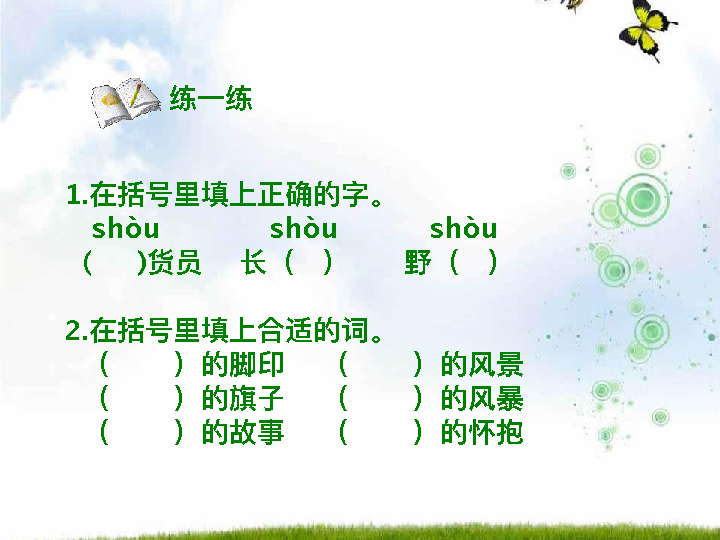 练一练
1.在括号里填上正确的字。
shòu shòu shòu
( )货员 长（ ） 野（ ）
2.在括号里填上合适的词。
（ ）的脚印 （ ）的风景
（ ）的旗子 （ ）的风暴
（ ）的故事 （ ）的怀抱